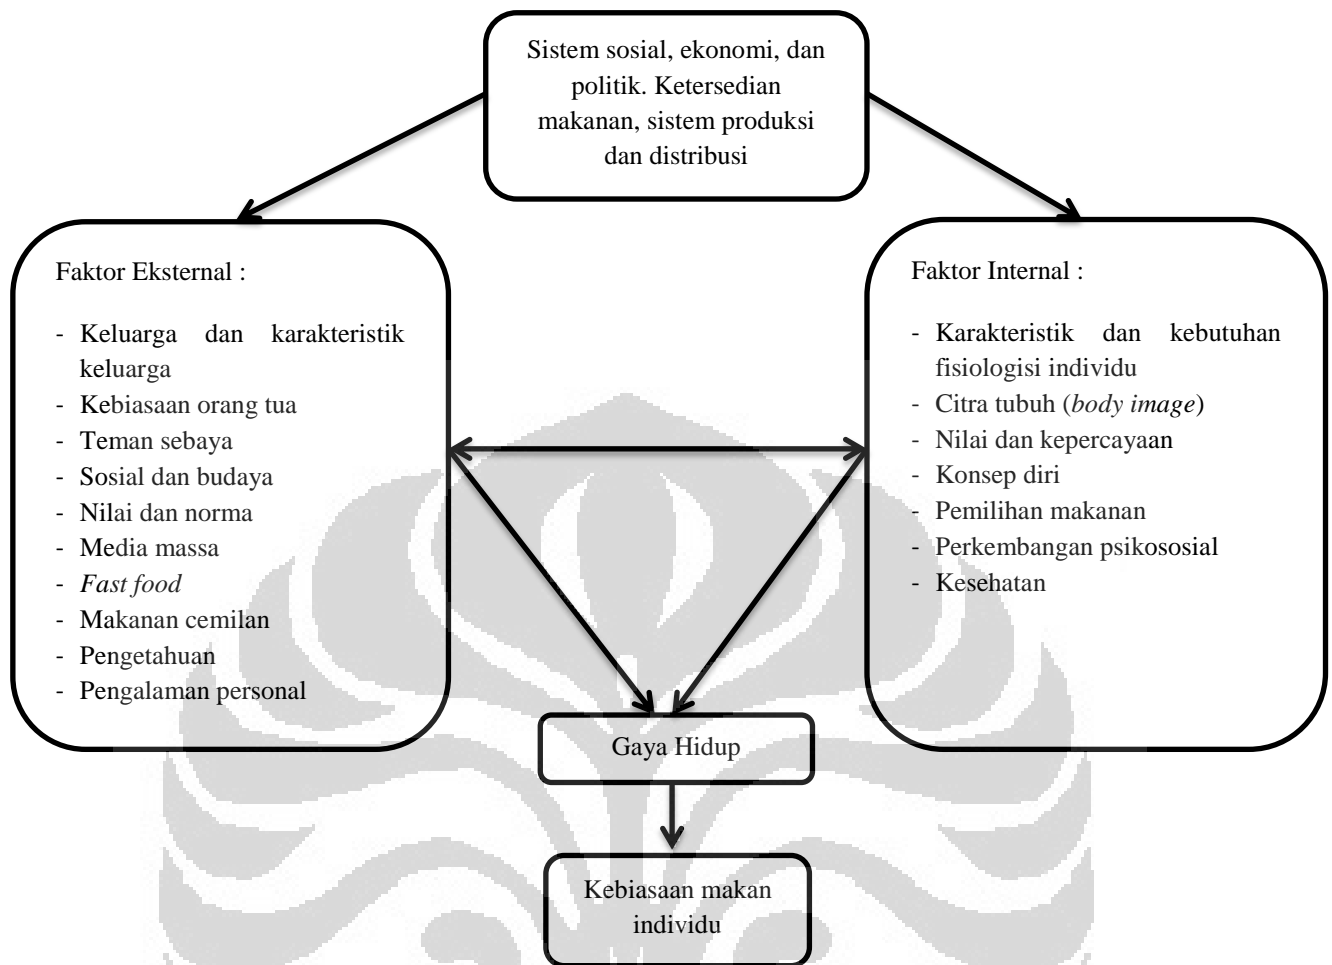 Sistem sosial, ekonomi, dan
politik. Ketersedian
makanan, sistem produksi
dan distribusi
Faktor Eksternal :
- Keluarga dan karakteristik
keluarga
- Kebiasaan orang tua
- Teman sebaya
- Sosial dan budaya
- Nilai dan norma
- Media massa
- Fast food
- Makanan cemilan
- Pengetahuan
- Pengalaman personal
Faktor Internal :
- Karakteristik dan kebutuhan
fisiologisi individu
- Citra tubuh (body image)
- Nilai dan kepercayaan
- Konsep diri
- Pemilihan makanan
- Perkembangan psikososial
- Kesehatan
Gaya Hidup
Kebiasaan makan
individu